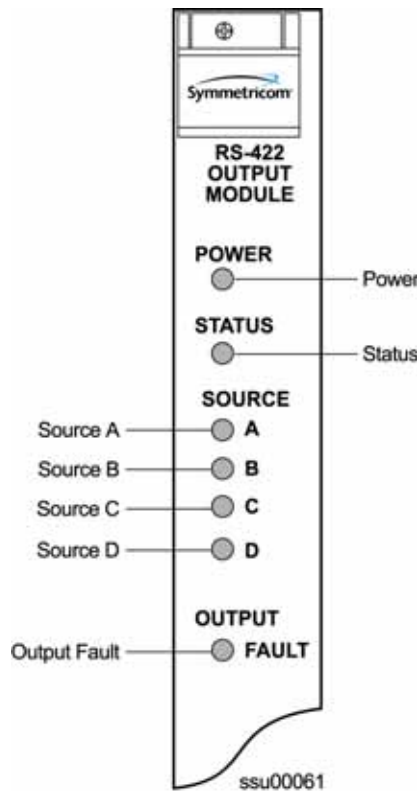 Symmetricom
RS-422
OUTPUT
MODULE
POWER
Power
STATUS
Status
SOURCE
Source A
A
Source B
B
Source C
C
Source D
D
OUTPUT
Output Fault
FAULT
ssu00061